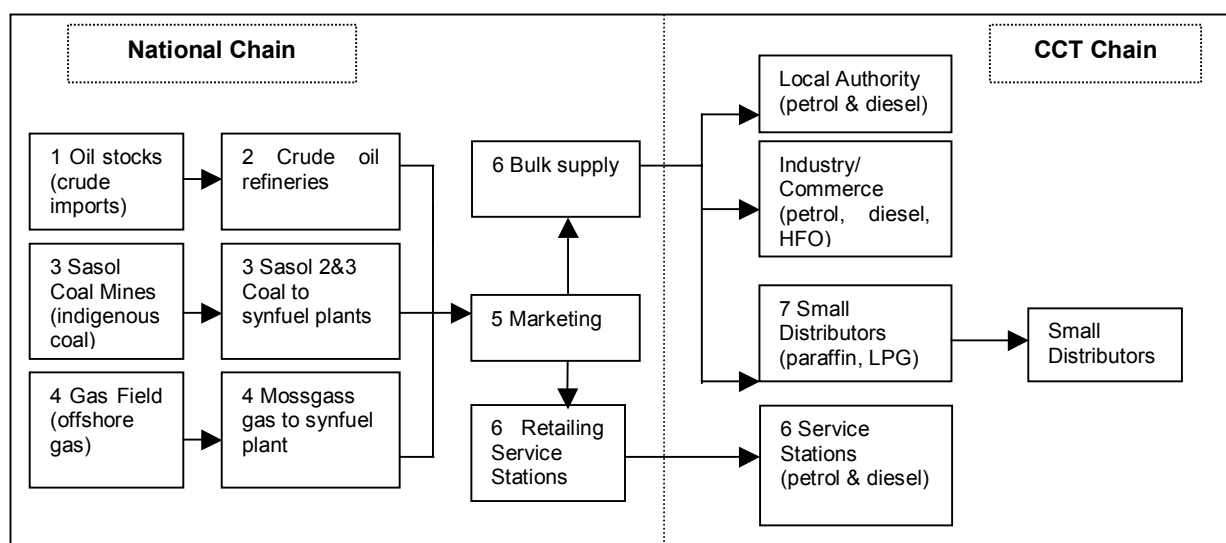 National Chain
CCT Chain
1 Oil stocks
(crude
imports)
2 Crude oil
refineries
3 Sasol
Coal Mines
(indigenous
coal)
3 Sasol 2&3
Coal to
synfuel plants
4 Gas Field
(offshore
gas)
4 Mossgass
gas to synfuel
plant
5 Marketing
6 Bulk supply
6 Retailing
Service
Stations
Local Authority
(petrol & diesel)
Industry/
Commerce
(petrol, diesel,
HFO)
7 Small
Distributors
(paraffin, LPG)
Small
Distributors
6 Service
Stations
(petrol & diesel)